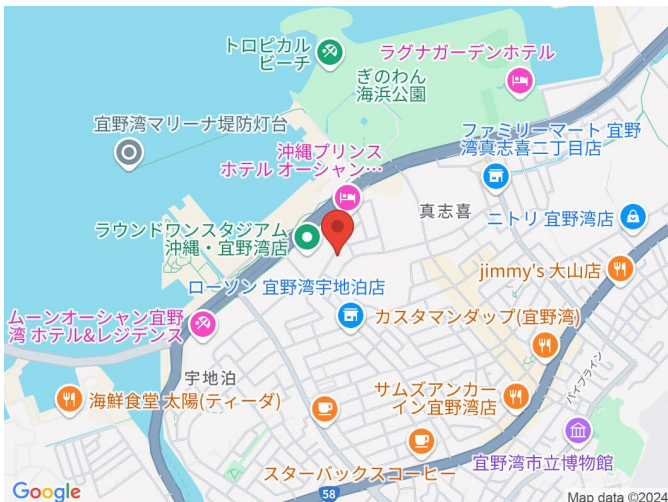 トロピカル
ビーチ
ラグナガーデンホテル
ぎのわん
海浜公園
宜野湾マリーナ堤防灯台
ファミリーマート 宜野
湾真志喜二丁目店
沖縄プリンス
ホテル オーシャン…
真志喜
ニトリ 宜野湾店
ラウンドワンスタジアム
沖縄・宜野湾店
jimmy's 大山店
ローソン 宜野湾宇地泊店
ムーンオーシャン宜野
湾 ホテル&レジデンス
カスタマンダップ(宜野湾)
宇地泊
パイプライン
海鮮食堂 太陽(ティーダ)
サムズアンカー
イン宜野湾店
スターバックスコーヒー
宜野湾市立博物館
Google
58
Map data ©2024